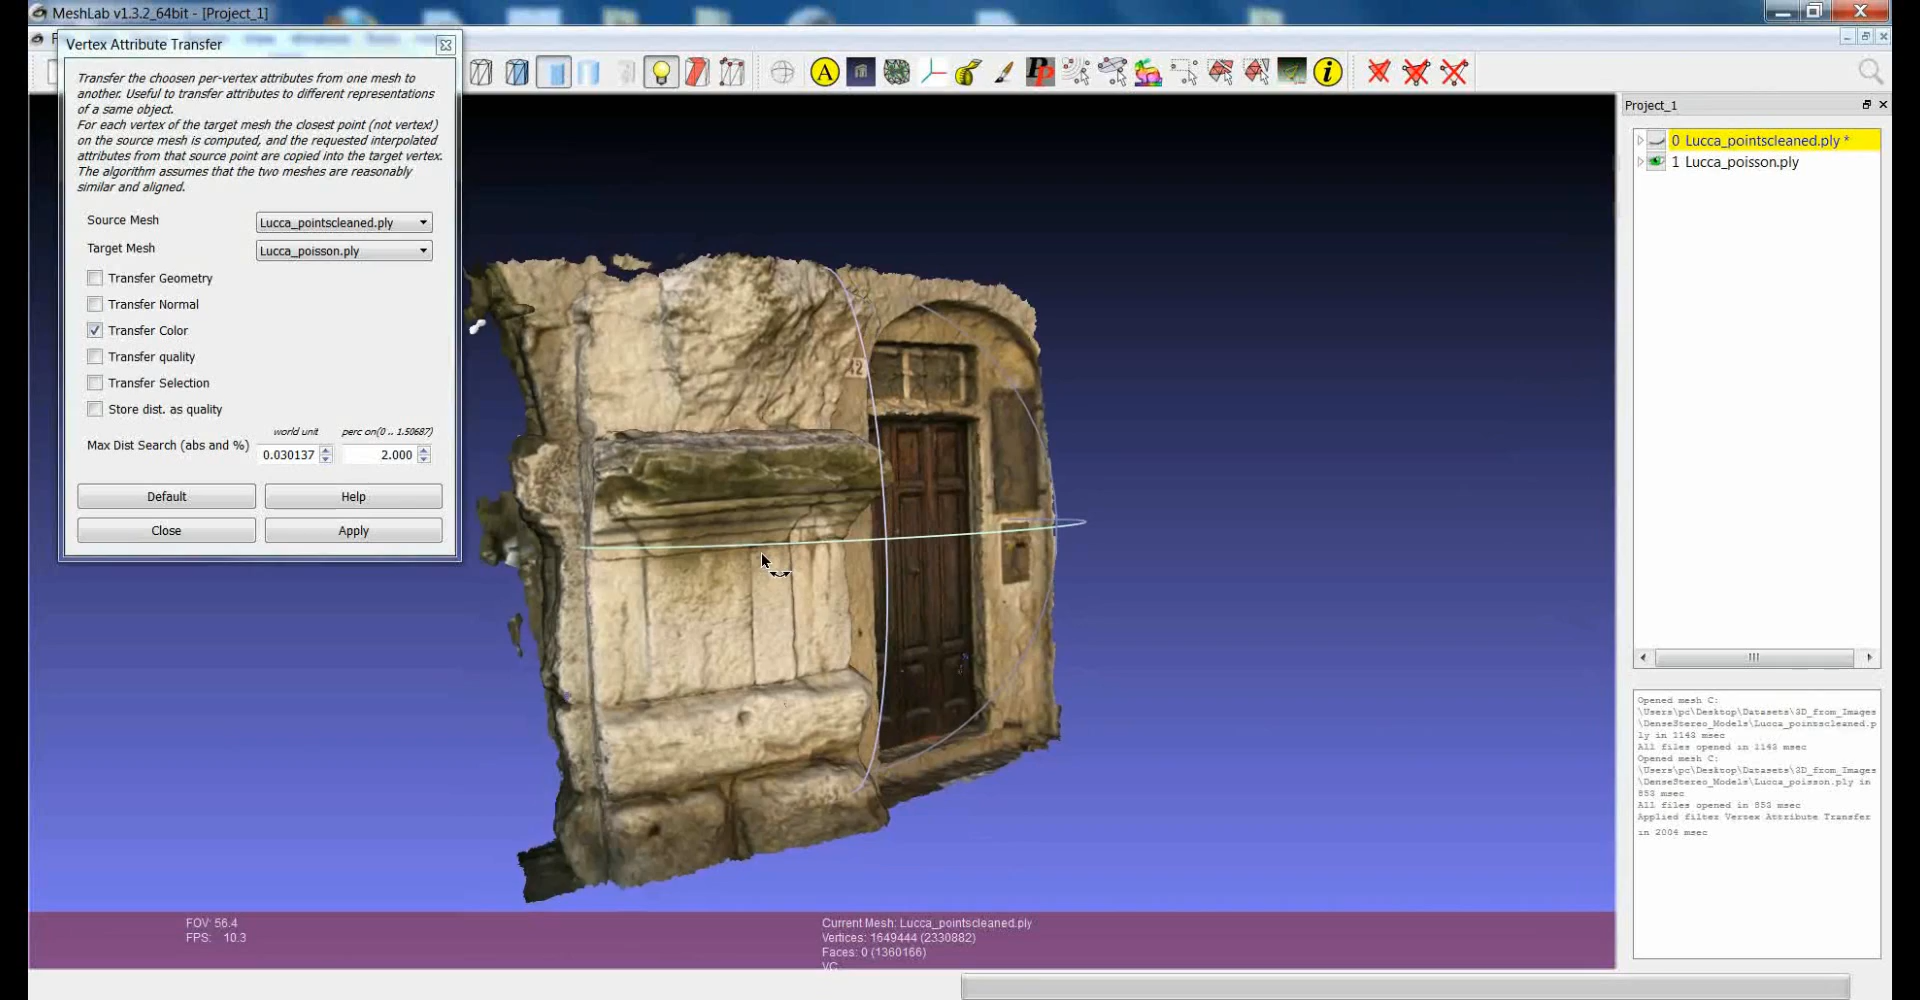 MeshLab v1.3.2_64bit - [Project_1]
Vertex Attribute Transfer
Transfer the choosen per-vertex attributes from one mesh to
another. Useful to transfer attributes to different representations
of a same object.
For each vertex of the target mesh the closest point (not vertex!)
on the source mesh is computed, and the requested interpolated
attributes from that source point are copied into the target vertex.
The algorithm assumes that the two meshes are reasonably
similar and aligned.
Source Mesh Lucca_pointscleaned.ply
Target Mesh Lucca_poisson.ply
Transfer Geometry
Transfer Normal
Transfer Color
Transfer quality
Transfer Selection
Store dist. as quality
world unit perc on(0 .. 1.50687)
Max Dist Search (abs and %) 0.030137 2.000
Default Help
Close Apply
A
PP
i
42
FOV: 56.4
FPS: 10.3
Current Mesh: Lucca_pointscleaned.ply
Vertices: 1649444 (2330882)
Faces: 0 (1360166)
VC
Project_1
0 Lucca_pointscleaned.ply *
1 Lucca_poisson.ply
Opened mesh C:
\Users\pc\Desktop\Datasets\3D_from_Images
\DenseStereo_Models\Lucca_pointscleaned.p
ly in 1143 msec
All files opened in 1143 msec
Opened mesh C:
\Users\pc\Desktop\Datasets\3D_from_Images
\DenseStereo_Models\Lucca_poisson.ply in
853 msec
All files opened in 853 msec
Applied filter Vertex Attribute Transfer
in 2004 msec